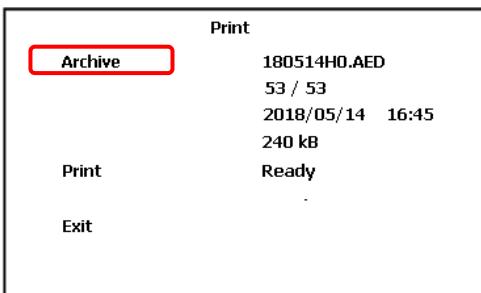 Print
Archive 180514H0.AED
53 / 53
2018/05/14 16:45
240 kB
Print Ready
.
Exit